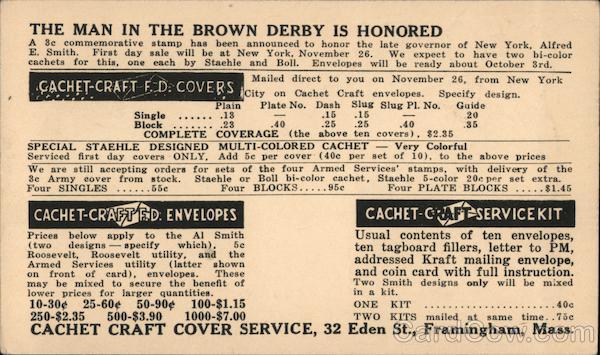 THE MAN IN THE BROWN DERBY IS HONORED
A 3c commemorative stamp has been announced to honor the late governor of New York, Alfred
E. Smith. First day sale will be at New York, November 26. We expect to have two bi-color
cachets for this, one each by Staehle and Boll. Envelopes will be ready about October 3rd.
CACHET-CRAFT F.D. COVERS
Mailed direct to you on November 26, from New York
City on Cachet Craft envelopes. Specify design.
Plain Plate No. Dash Slug Slug Pl. No. Guide
Single ...... .13 — .15 .15 — .20
Block ....... .23 .40 .25 .25 .40 .35
COMPLETE COVERAGE (the above ten covers), $2.35
SPECIAL STAEHLE DESIGNED MULTI-COLORED CACHET — Very Colorful
Serviced first day covers ONLY. Add 5c per cover (40c per set of 10), to the above prices
We are still accepting orders for sets of the four Armed Services' stamps, with delivery of the
3c Army cover from stock. Staehle or Boll bi-color cachet, Staehle 5-color 20c per set extra.
Four SINGLES ......55c Four BLOCKS.....95c Four PLATE BLOCKS .....$1.45
CACHET-CRAFT F.D. ENVELOPES
Prices below apply to the Al Smith
(two designs — specify which), 5c
Roosevelt, Roosevelt utility, and the
Armed Services utility (latter shown
on front of card), envelopes. These
may be mixed to secure the benefit of
lower prices for larger quantities.
10-30¢ 25-60¢ 50-90¢ 100-$1.15
250-$2.35 500-$3.90 1000-$7.00
CACHET-CRAFT-SERVICE KIT
Usual contents of ten envelopes,
ten tagboard fillers, letter to PM,
addressed Kraft mailing envelope,
and coin card with full instruction.
Two Smith designs only will be mixed
in a kit.
ONE KIT ........................40c
TWO KITS mailed at same time..75c
CACHET CRAFT COVER SERVICE, 32 Eden St., Framingham, Mass.
CardCow.com